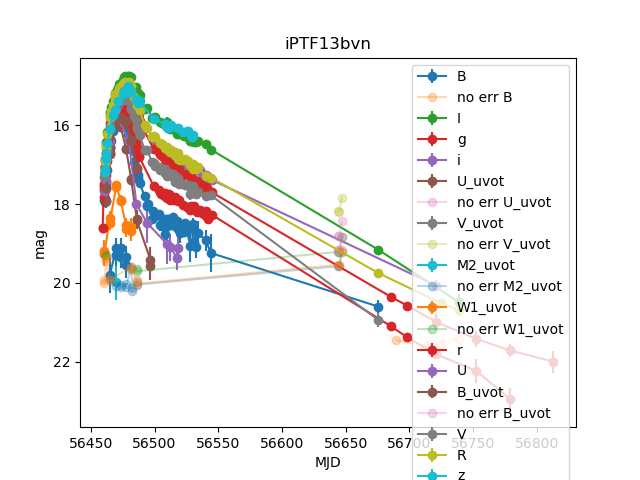 iPTF13bvn
mag
16
18
20
22
56450 56500 56550 56600 56650 56700 56750 56800
MJD
B
no err B
I
g
i
U_uvot
no err U_uvot
V_uvot
no err V_uvot
M2_uvot
no err M2_uvot
W1_uvot
no err W1_uvot
r
U
B_uvot
no err B_uvot
V
R
z